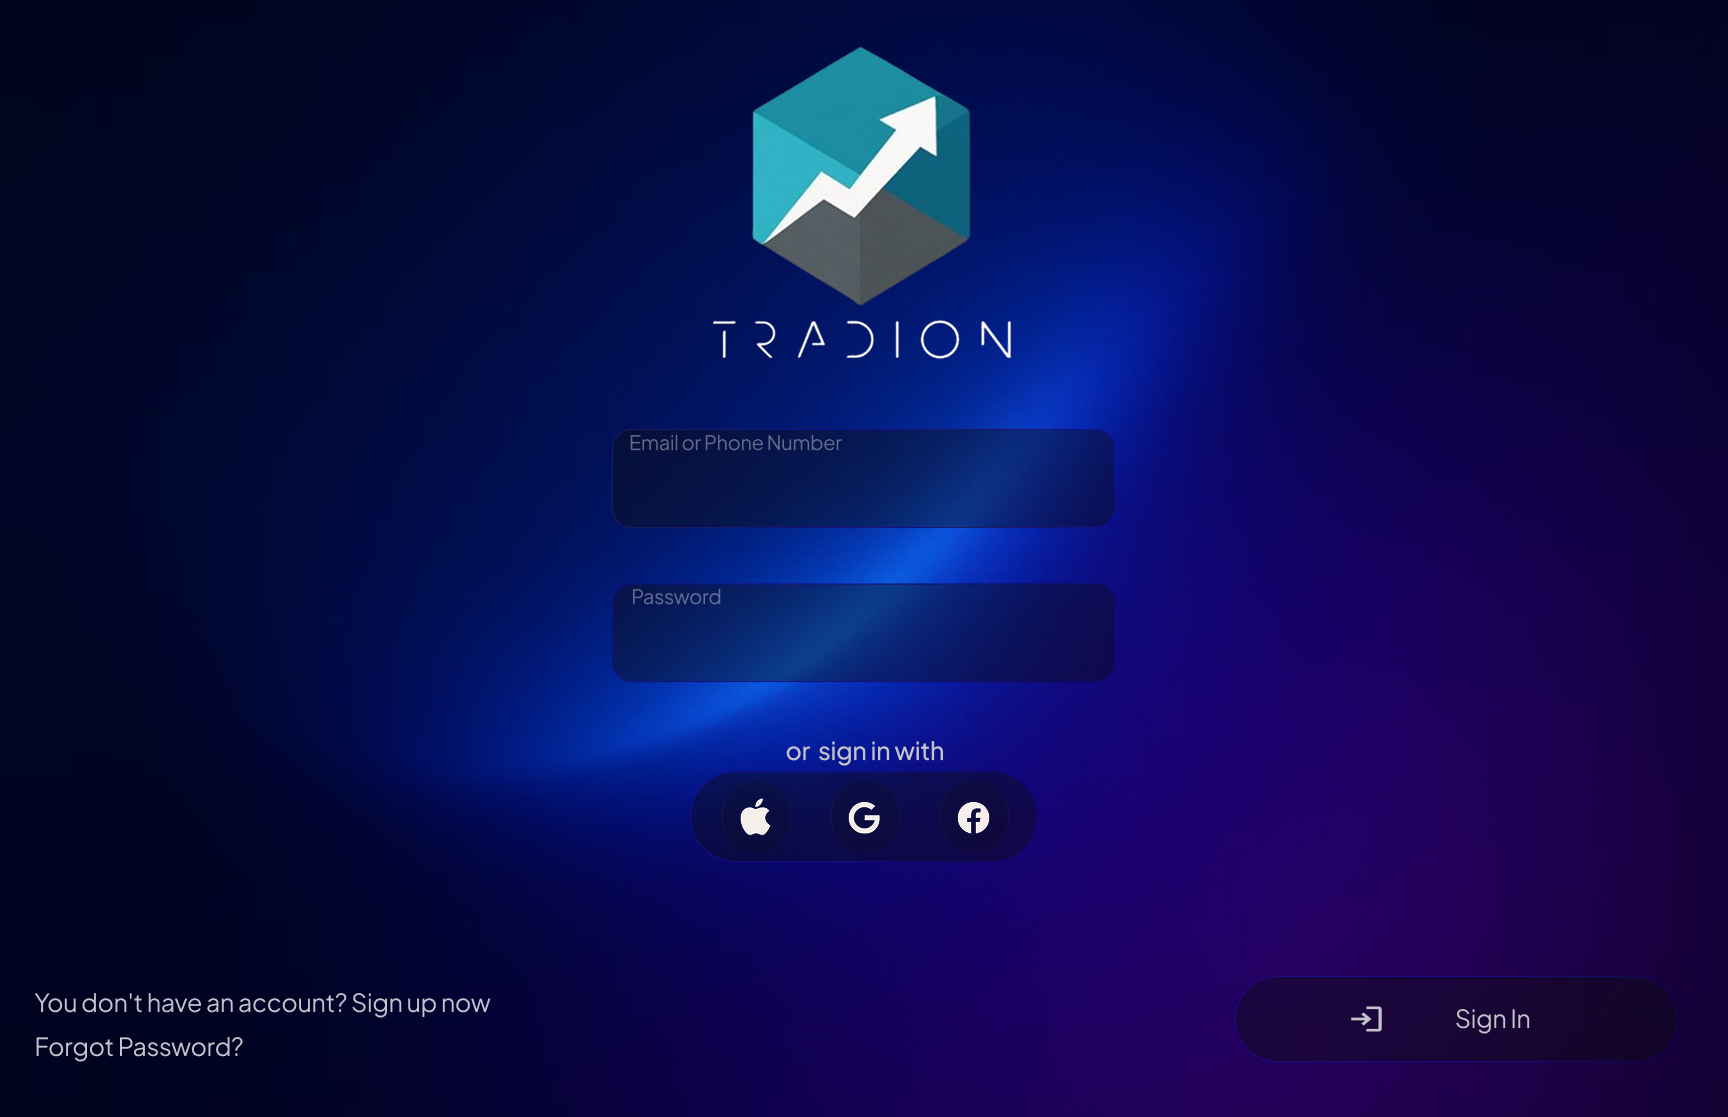 TRADION
Email or Phone Number
Password
or sign in with
You don't have an account? Sign up now
Forgot Password?
Sign In